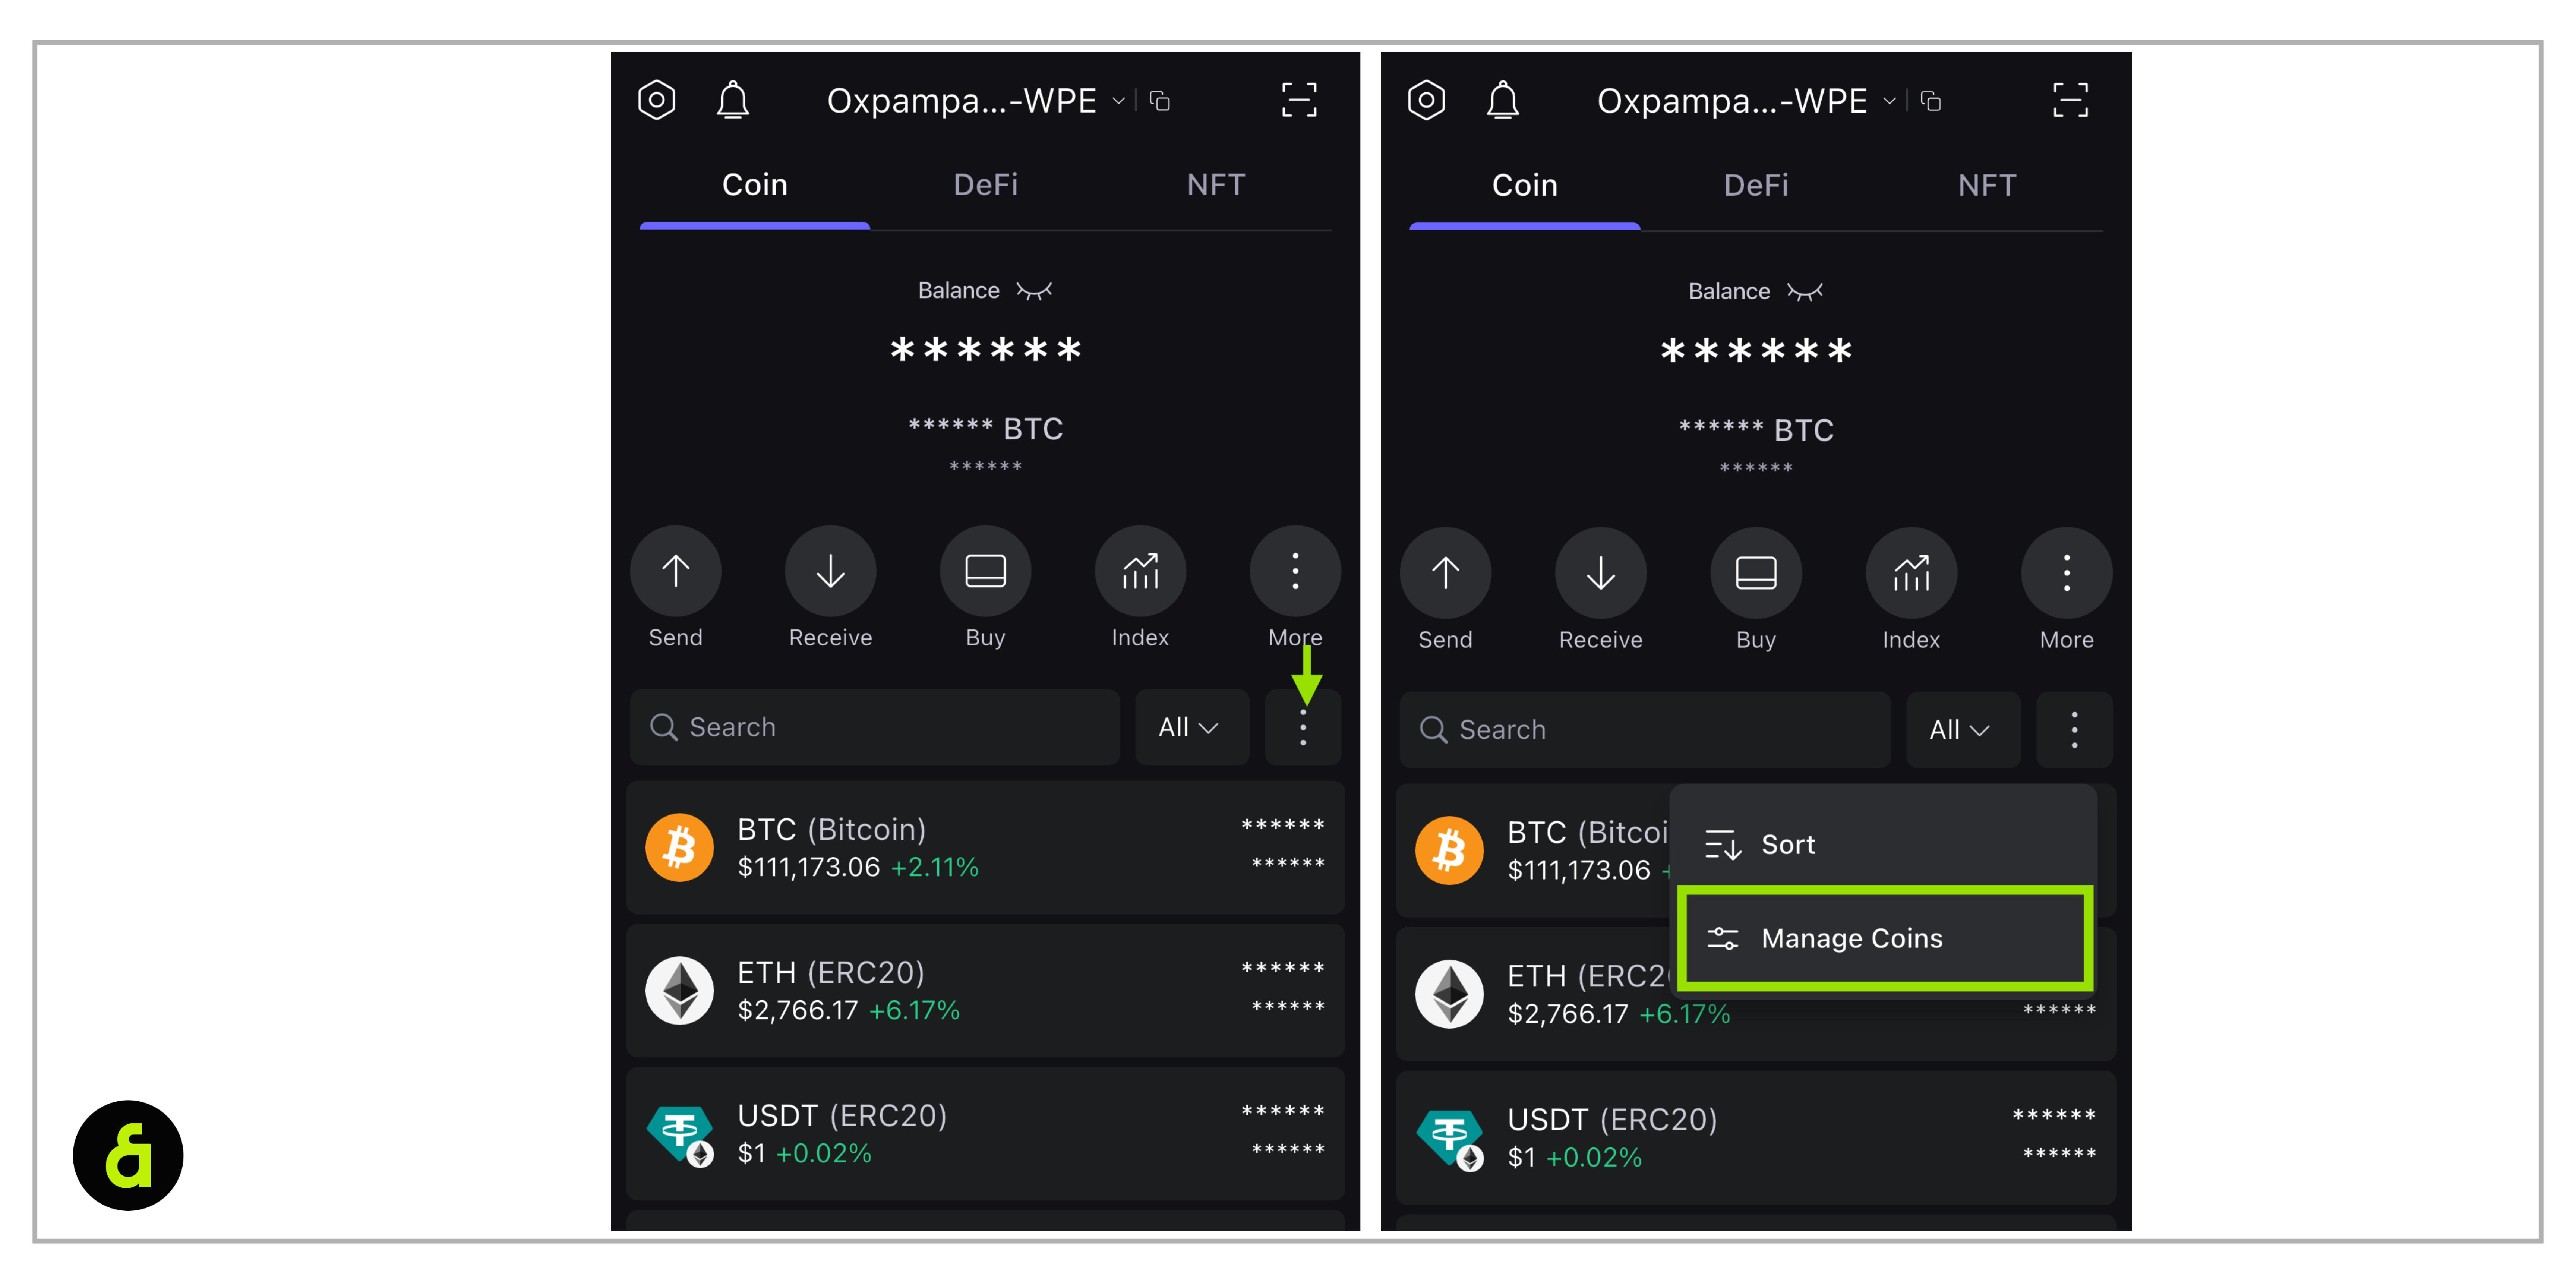 Oxpampa...-WPE
Coin DeFi NFT
Balance
******
****** BTC
******
Send Receive Buy Index More
Search All
BTC (Bitcoin) ******
$111,173.06 +2.11% ******
ETH (ERC20) ******
$2,766.17 +6.17% ******
USDT (ERC20) ******
$1 +0.02% ******
Oxpampa...-WPE
Coin DeFi NFT
Balance
******
****** BTC
******
Send Receive Buy Index More
Search All
BTC (Bitcoi
$111,173.06
Sort
Manage Coins
ETH (ERC2
$2,766.17 +6.17% ******
USDT (ERC20) ******
$1 +0.02% ******